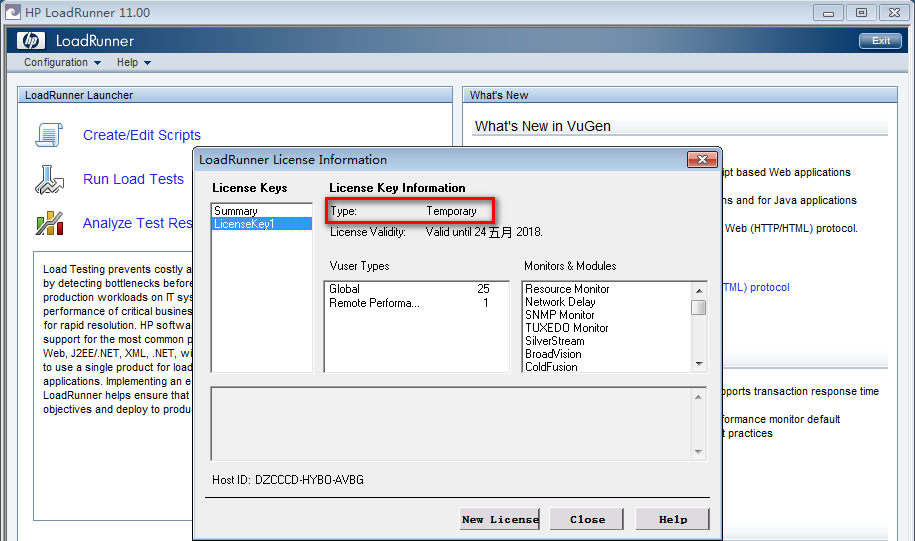 HP LoadRunner 11.00
hp LoadRunner
Exit
Configuration Help
LoadRunner Launcher
Create/Edit Scripts
Run Load Tests
Analyze Test Res
Load Testing prevents costly a
by detecting bottlenecks before
production workloads on IT sys
performance of critical busines
for rapid resolution. HP softwar
support for the most common p
Web, J2EE/.NET, XML, .NET, wi
to use a single product for load
applications. Implementing an e
LoadRunner helps ensure that
objectives and deploy to produ
What's New
What's New in VuGen
ipt based Web applications
ns and for Java applications
Web (HTTP/HTML) protocol.
TML) protocol
pports transaction response time
formance monitor default
t practices
LoadRunner License Information
License Keys
Summary
LicenseKey1
License Key Information
Type: Temporary
License Validity: Valid until 24 五月 2018.
Vuser Types
Global 25
Remote Performa... 1
Monitors & Modules
Resource Monitor
Network Delay
SNMP Monitor
TUXEDO Monitor
SilverStream
BroadVision
ColdFusion
Host ID: DZCCCD-HYBO-AVBG
New License Close Help